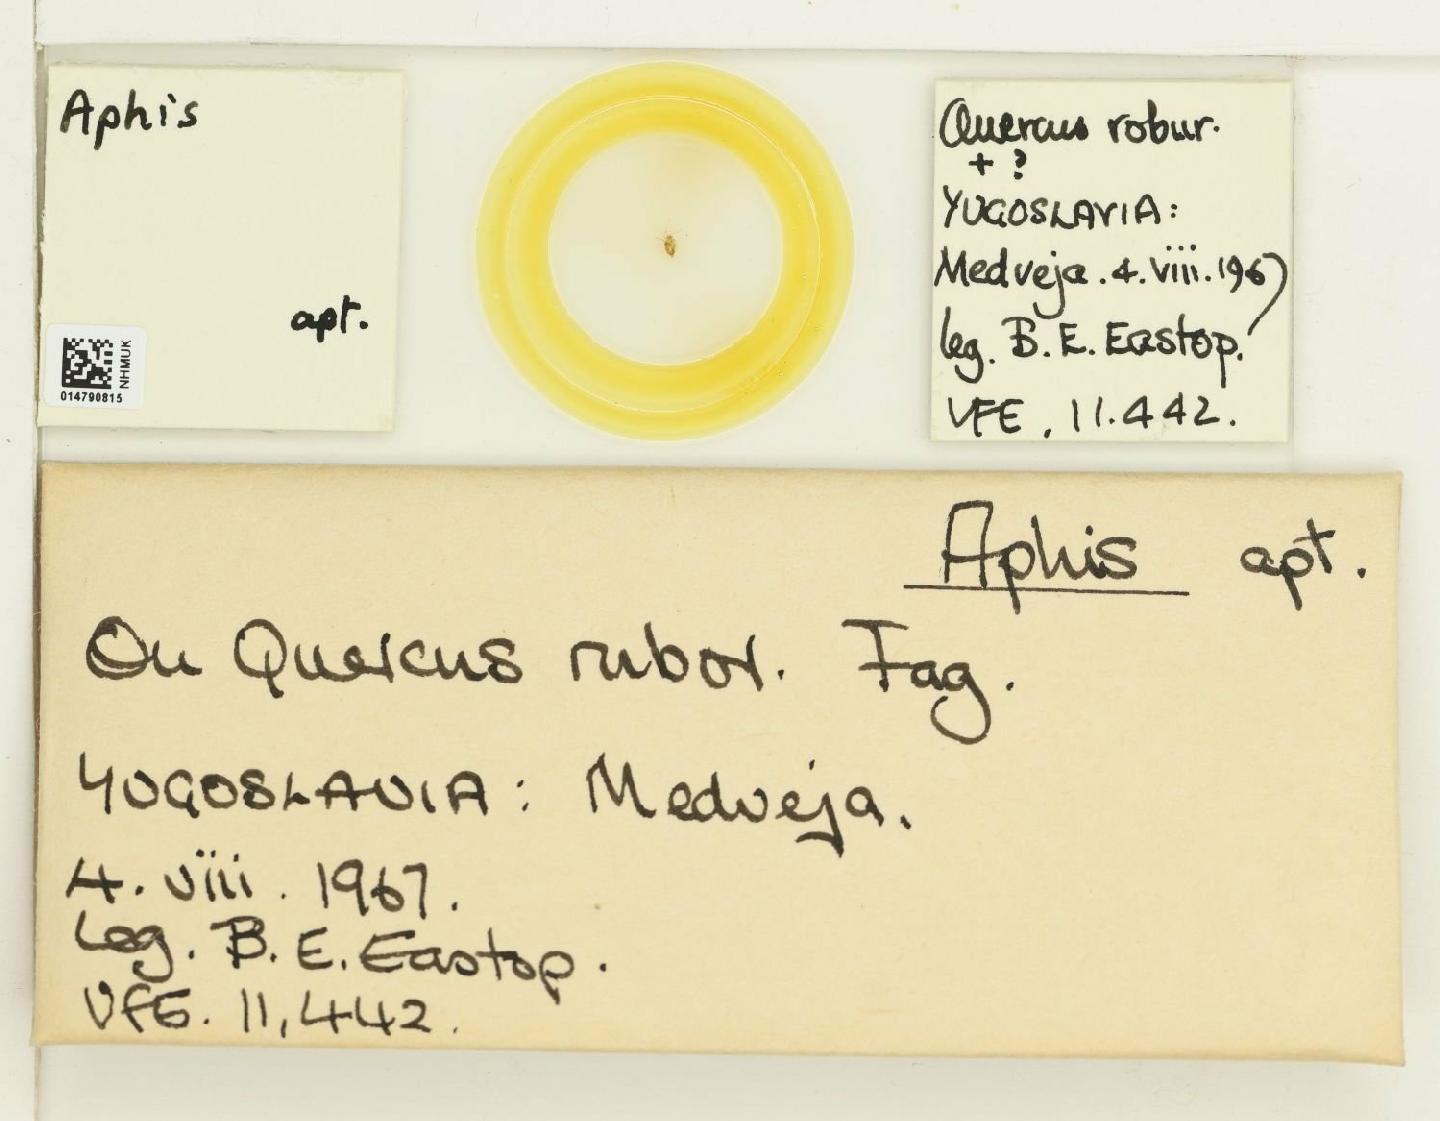 Aphis
apt.
NHMUK
014790815
Quercus robur.
+ ?
YUGOSLAVIA:
Medveja. 4. viii. 1967
leg. B. E. Eastop.
VFE. 11.442.
Aphis apt.
On Quercus rubor. Fag.
YUGOSLAVIA: Medveja.
4. viii. 1967.
Leg. B. E. Eastop.
VFE. 11,442.